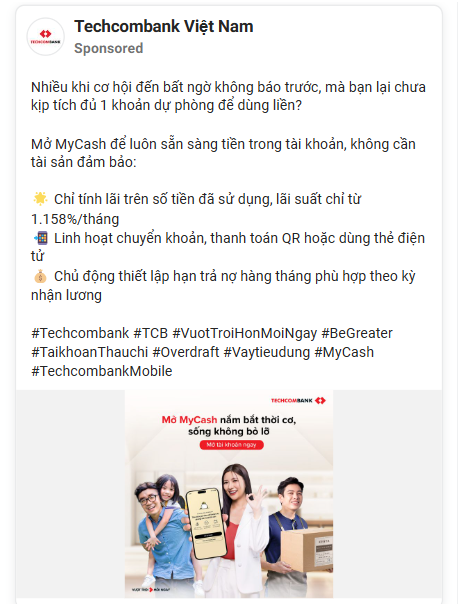 TECHCOMBANK
Techcombank Việt Nam
Sponsored
Nhiều khi cơ hội đến bất ngờ không báo trước, mà bạn lại chưa
kịp tích đủ 1 khoản dự phòng để dùng liền?
Mở MyCash để luôn sẵn sàng tiền trong tài khoản, không cần
tài sản đảm bảo:
🌟 Chỉ tính lãi trên số tiền đã sử dụng, lãi suất chỉ từ
1.158%/tháng
📲 Linh hoạt chuyển khoản, thanh toán QR hoặc dùng thẻ điện
tử
💰 Chủ động thiết lập hạn trả nợ hàng tháng phù hợp theo kỳ
nhận lương
#Techcombank #TCB #VuotTroiHonMoiNgay #BeGreater
#TaikhoanThauchi #Overdraft #Vaytieudung #MyCash
#TechcombankMobile
TECHCOMBANK
Mở MyCash nắm bắt thời cơ,
sống không bỏ lỡ
Mở tài khoản ngay
VƯỢT TRỘI MỖI NGÀY